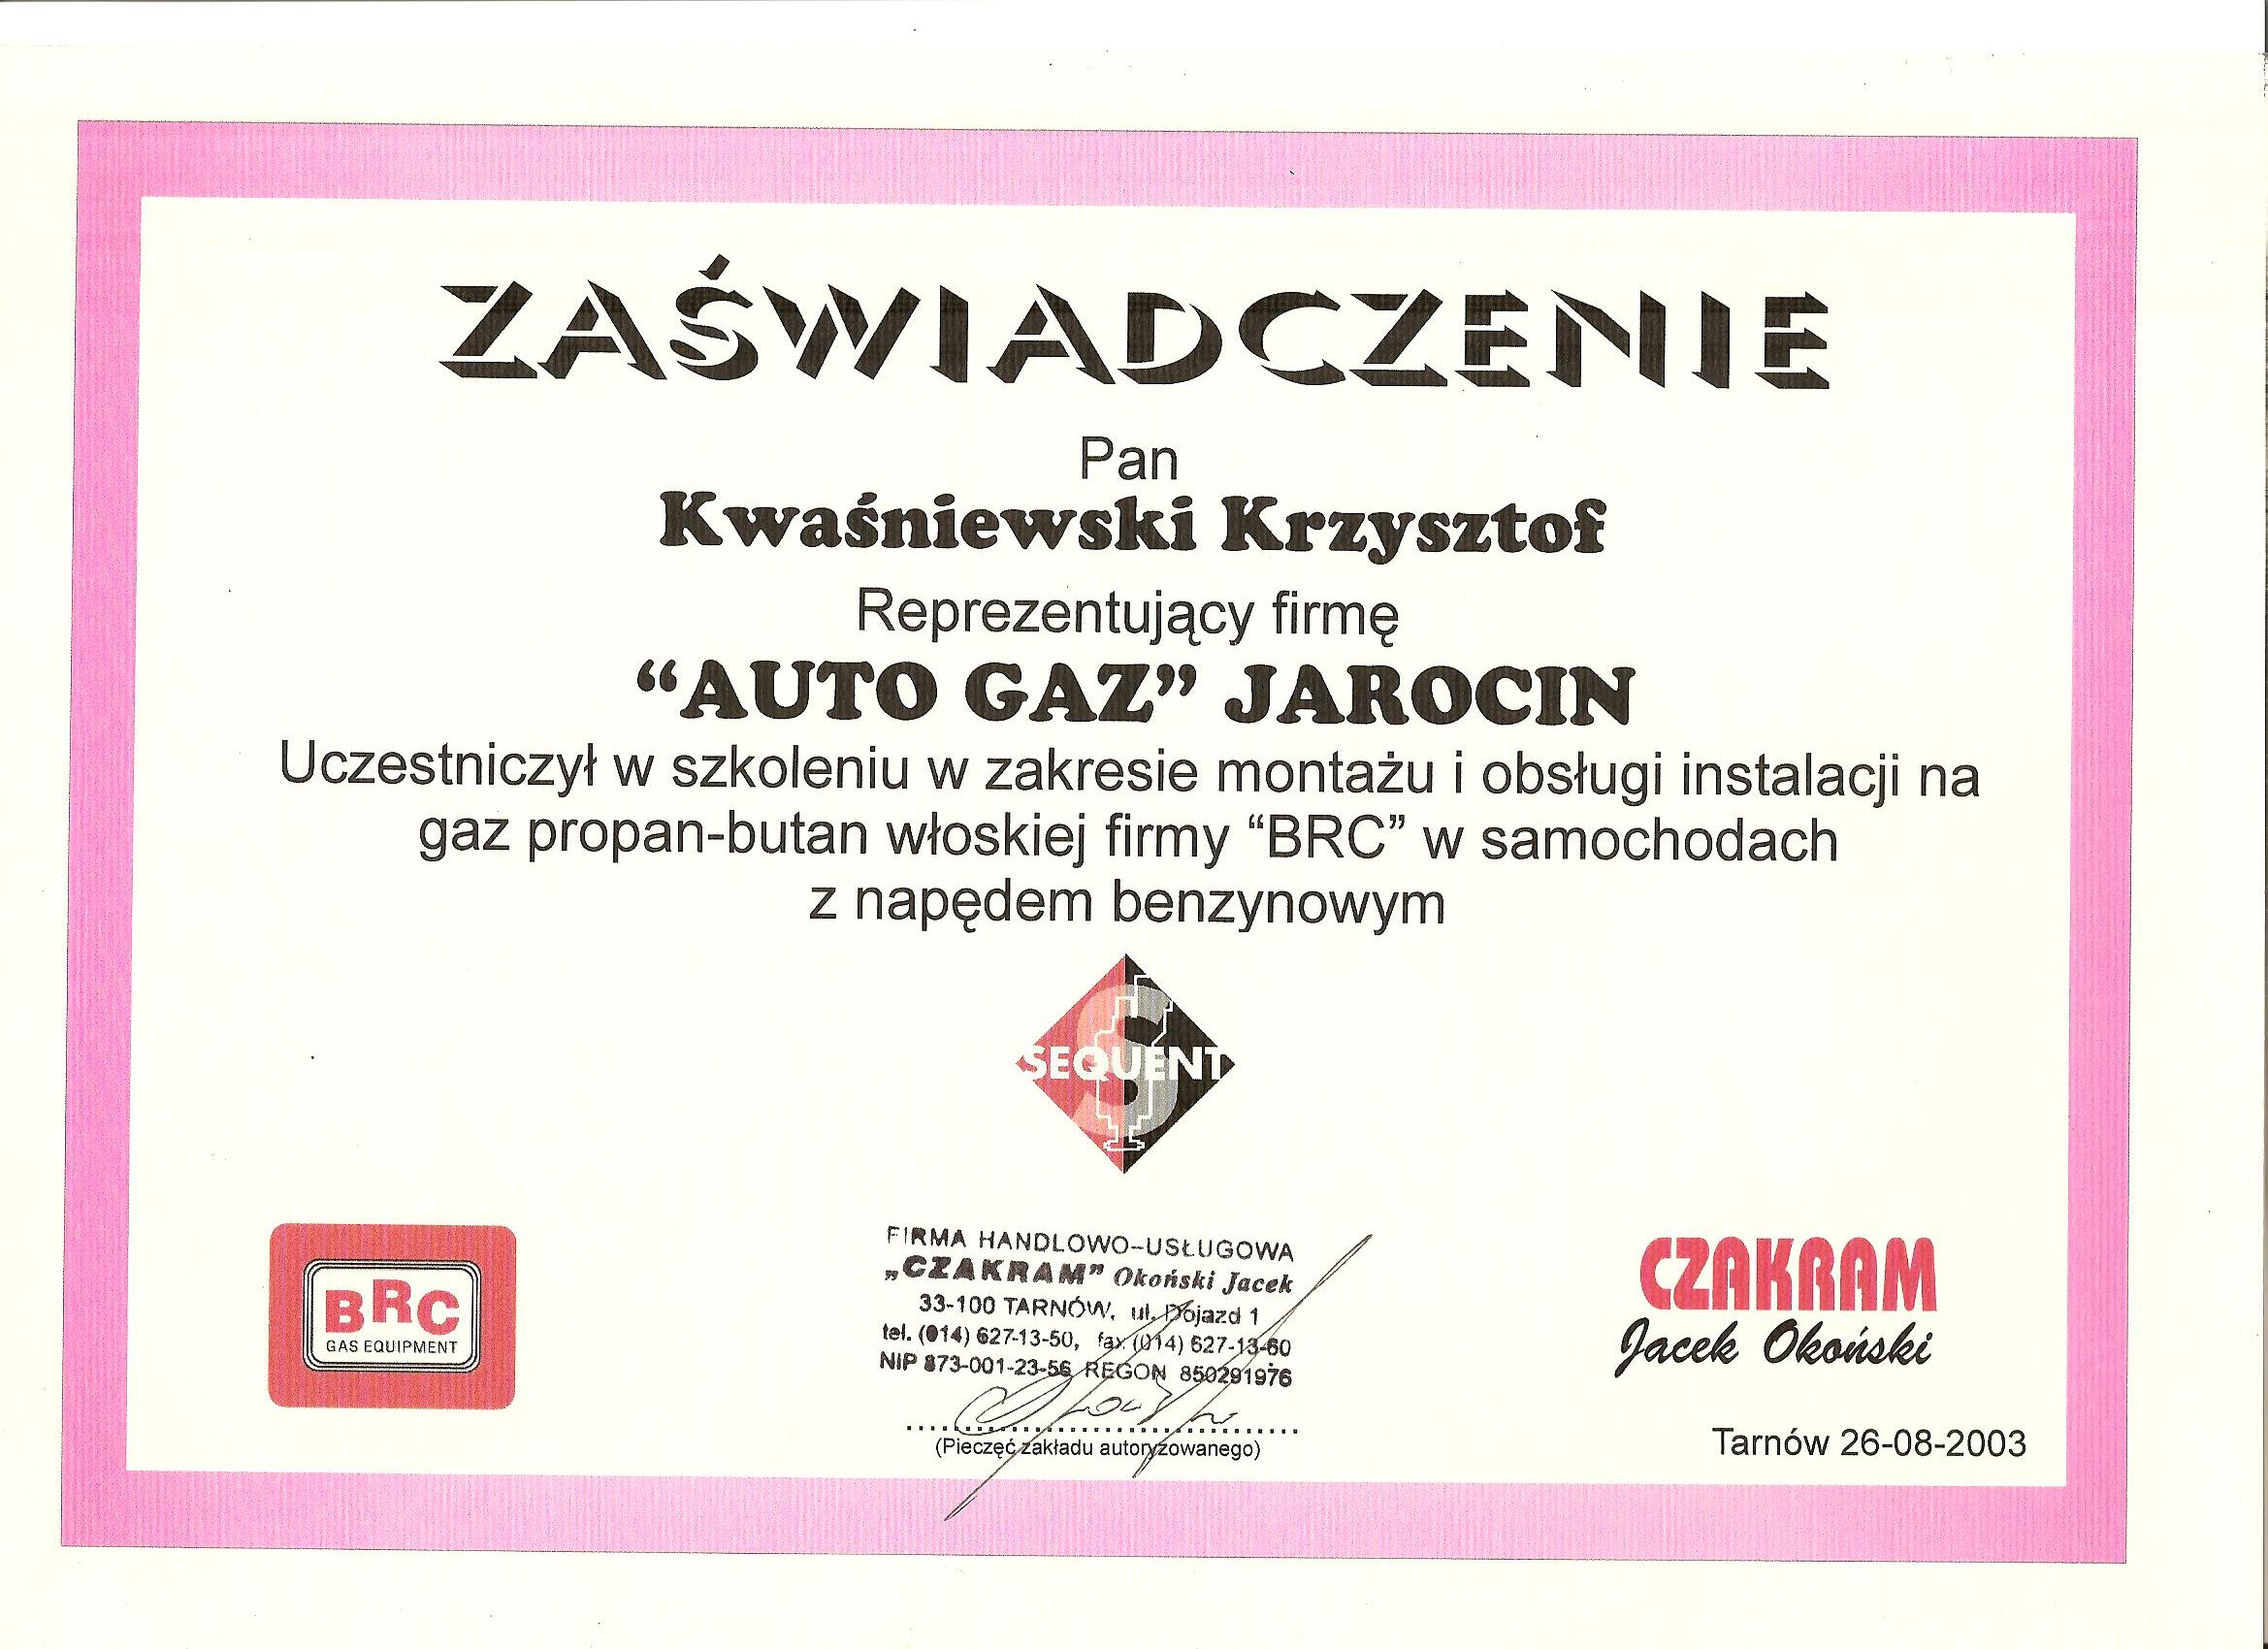 ZAŚWIADCZENIE
Pan
Kwaśniewski Krzysztof
Reprezentujący firmę
“AUTO GAZ” JAROCIN
Uczestniczył w szkoleniu w zakresie montażu i obsługi instalacji na
gaz propan-butan włoskiej firmy “BRC” w samochodach
z napędem benzynowym
SEQUENT
BRC
GAS EQUIPMENT
FIRMA HANDLOWO-USŁUGOWA
„CZAKRAM” Okoński Jacek
33-100 TARNÓW, ul. Dojazd 1
tel. (014) 627-13-50, fax (014) 627-13-60
NIP 873-001-23-56 REGON 850291976
(Pieczęć zakładu autoryzowanego)
CZAKRAM
Jacek Okoński
Tarnów 26-08-2003